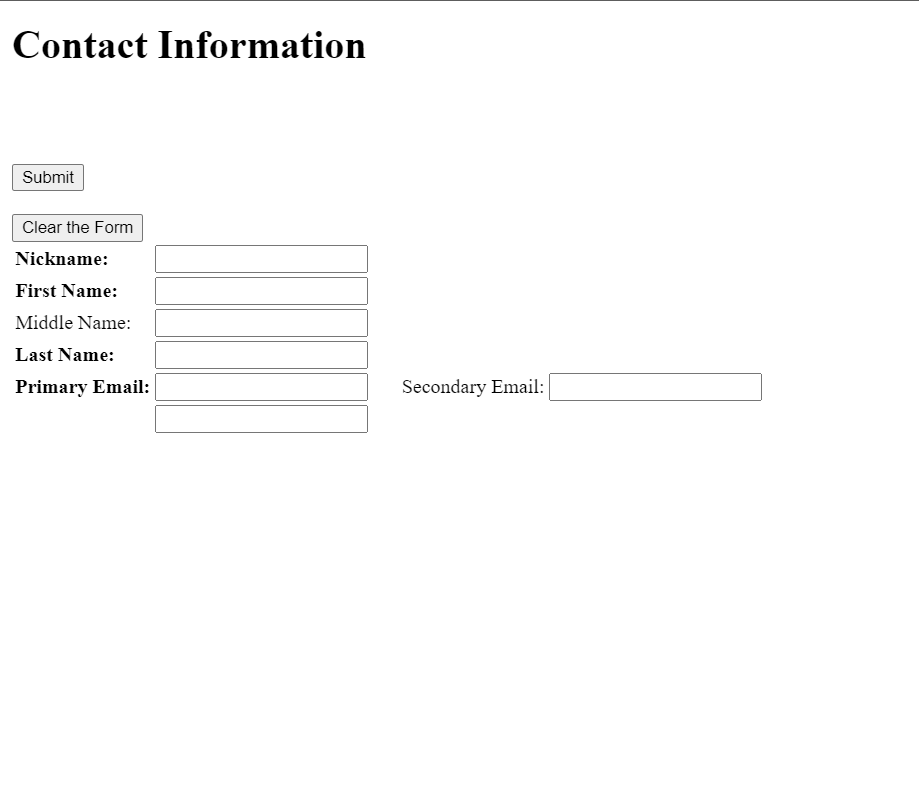 Contact Information
Submit
Clear the Form
Nickname:
First Name:
Middle Name:
Last Name:
Primary Email: Secondary Email: